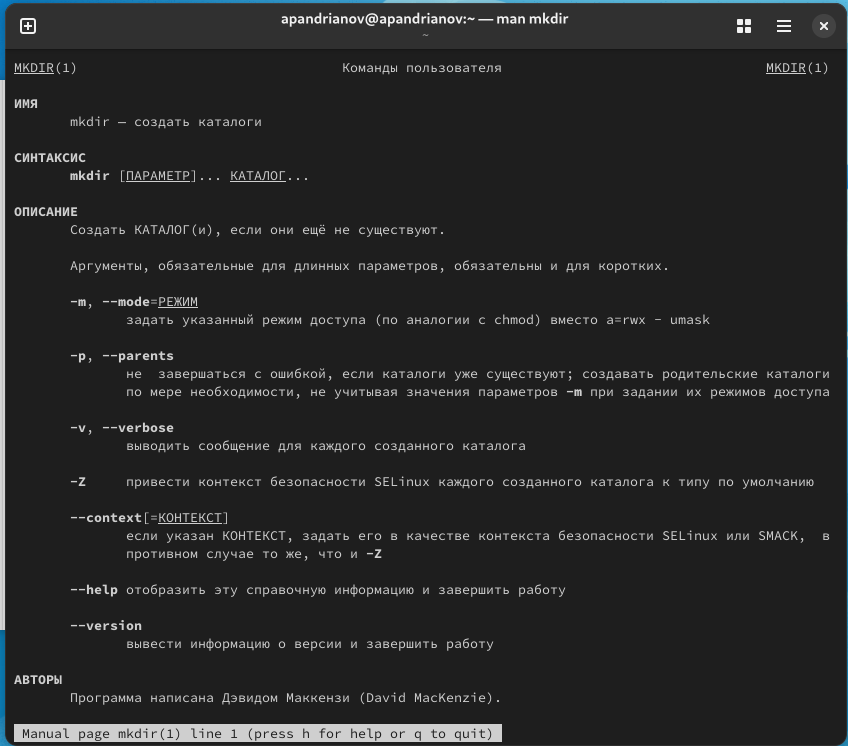 apandrianov@apandrianov:~ — man mkdir
~
MKDIR(1) Команды пользователя MKDIR(1)
ИМЯ
mkdir – создать каталоги
СИНТАКСИС
mkdir [ПАРАМЕТР]... КАТАЛОГ...
ОПИСАНИЕ
Создать КАТАЛОГ(и), если они ещё не существуют.
Аргументы, обязательные для длинных параметров, обязательны и для коротких.
-m, --mode=РЕЖИМ
задать указанный режим доступа (по аналогии с chmod) вместо a=rwx - umask
-p, --parents
не завершаться с ошибкой, если каталоги уже существуют; создавать родительские каталоги
по мере необходимости, не учитывая значения параметров -m при задании их режимов доступа
-v, --verbose
выводить сообщение для каждого созданного каталога
-Z привести контекст безопасности SELinux каждого созданного каталога к типу по умолчанию
--context[=КОНТЕКСТ]
если указан КОНТЕКСТ, задать его в качестве контекста безопасности SELinux или SMACK, в
противном случае то же, что и -Z
--help отобразить эту справочную информацию и завершить работу
--version
вывести информацию о версии и завершить работу
АВТОРЫ
Программа написана Дэвидом Маккензи (David MacKenzie).
Manual page mkdir(1) line 1 (press h for help or q to quit)